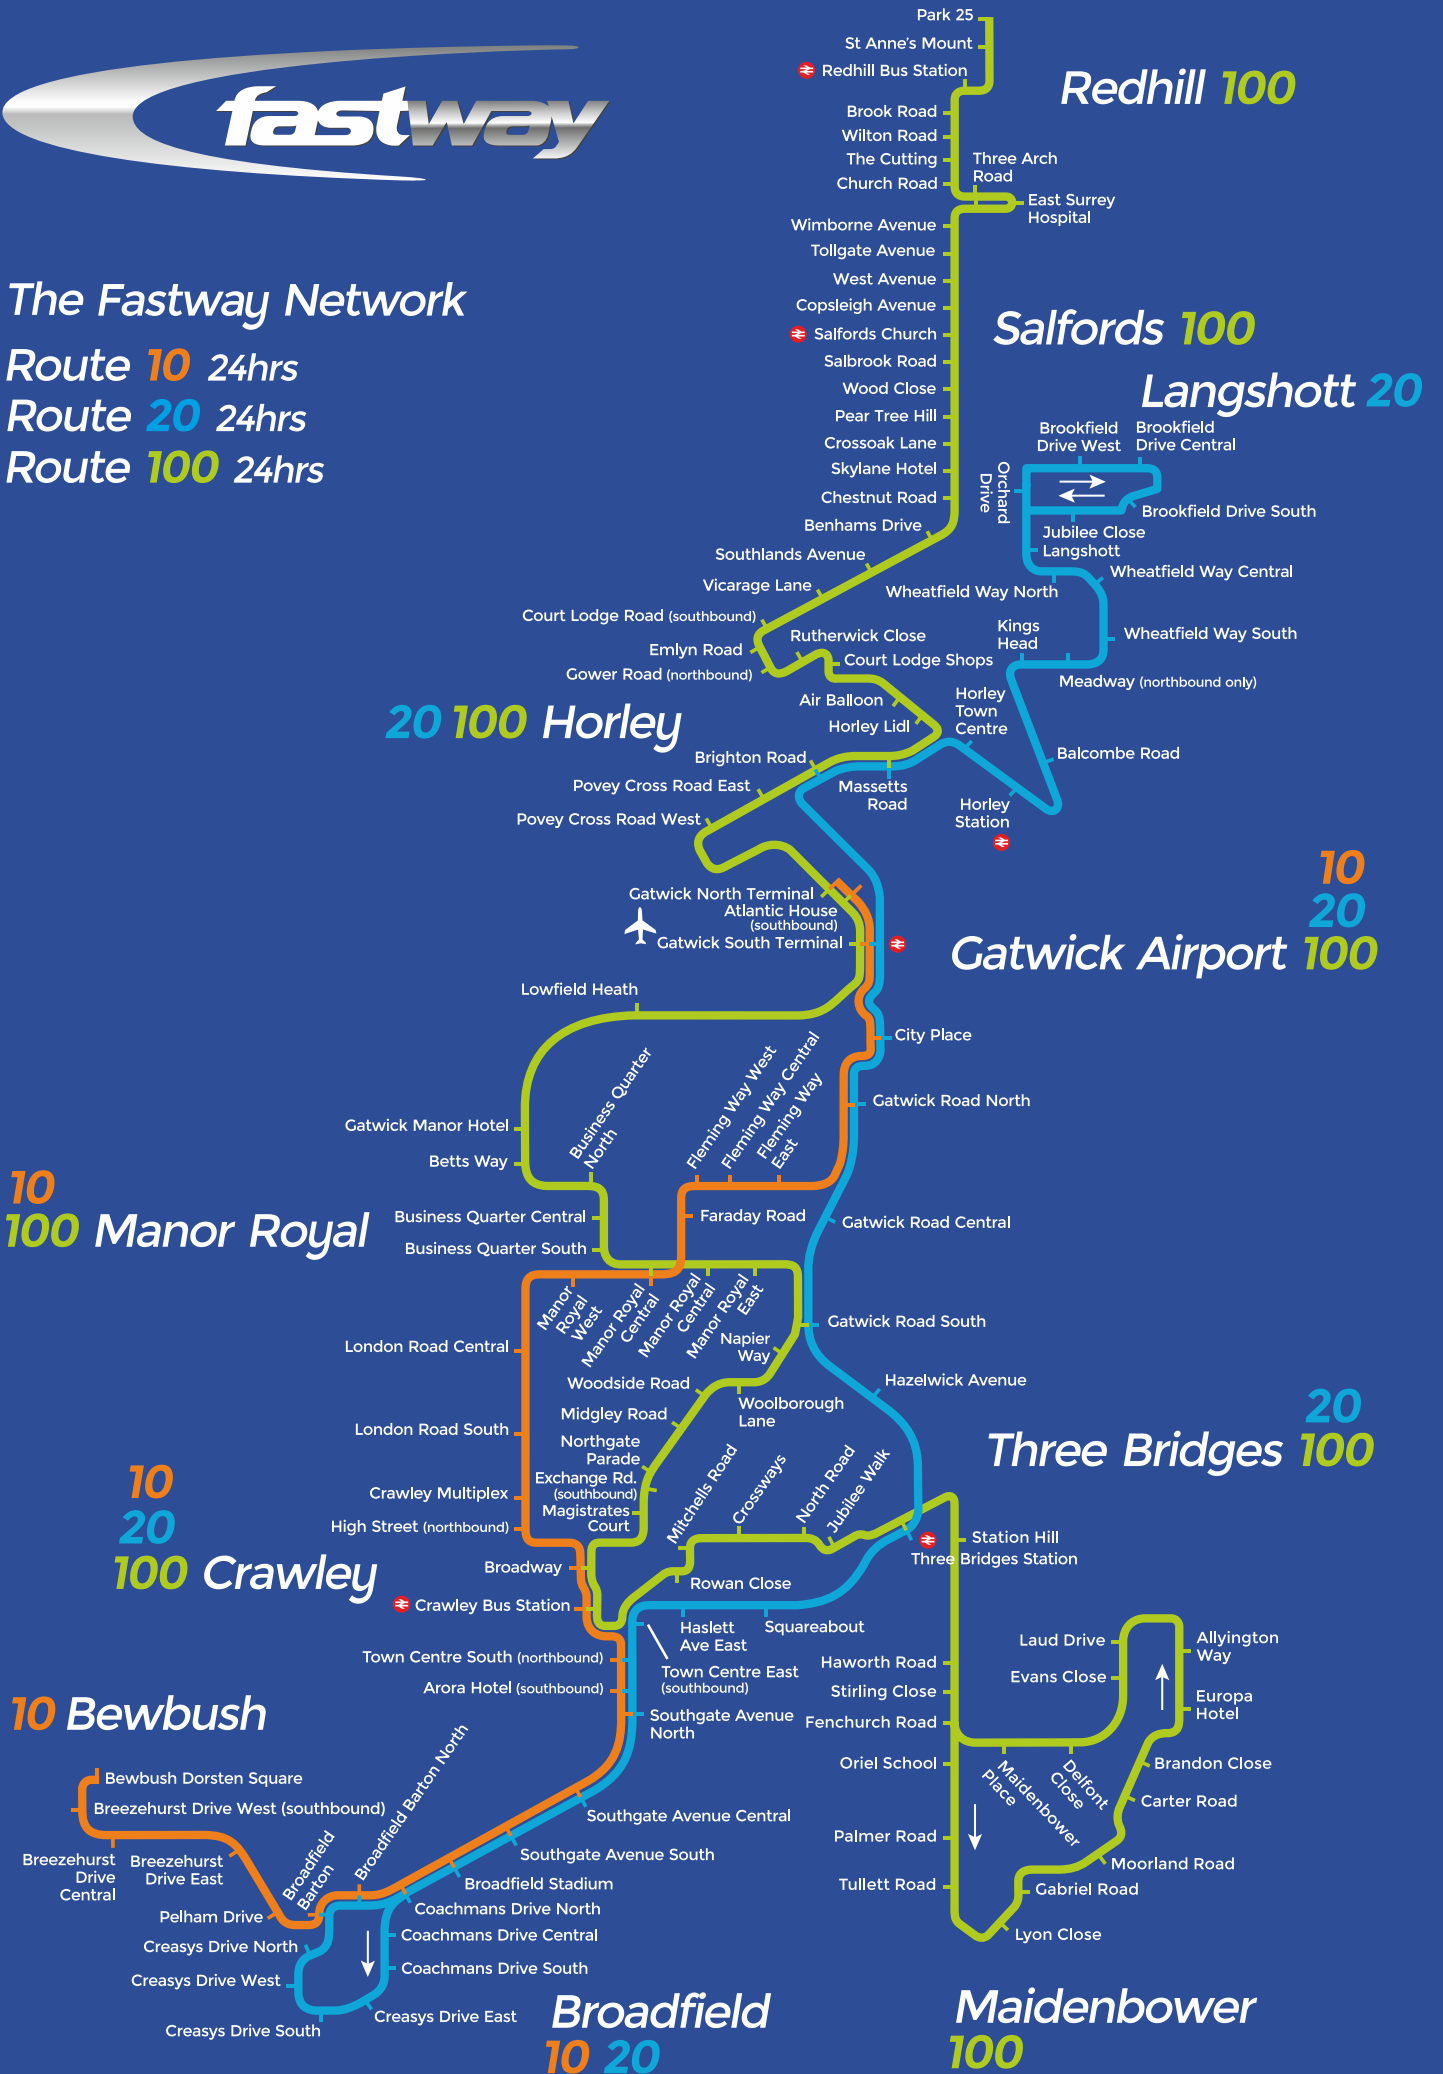 fastway
The Fastway Network
Route 10 24hrs
Route 20 24hrs
Route 100 24hrs
Park 25
St Anne's Mount
Redhill Bus Station
Redhill 100
Brook Road
Wilton Road
The Cutting
Church Road
Three Arch
Road
East Surrey
Hospital
Wimborne Avenue
Tollgate Avenue
West Avenue
Copsleigh Avenue
Salfords Church
Salfords 100
Salbrook Road
Wood Close
Pear Tree Hill
Crossoak Lane
Skylane Hotel
Chestnut Road
Benhams Drive
Southlands Avenue
Vicarage Lane
Court Lodge Road (southbound)
Emlyn Road
Gower Road (northbound)
Rutherwick Close
Court Lodge Shops
Air Balloon
Horley Lidl
Langshott 20
Brookfield
Drive West
Brookfield
Drive Central
Orchard
Drive
Brookfield Drive South
Jubilee Close
Langshott
Wheatfield Way Central
Wheatfield Way North
Wheatfield Way South
Kings
Head
Meadway (northbound only)
Horley
Town
Centre
Balcombe Road
Horley
Station
20 100 Horley
Brighton Road
Massetts
Road
Povey Cross Road East
Povey Cross Road West
Gatwick North Terminal
Atlantic House
(southbound)
Gatwick South Terminal
10
20
Gatwick Airport 100
Lowfield Heath
City Place
Gatwick Road North
Gatwick Manor Hotel
Betts Way
Business Quarter
North
Fleming Way West
Fleming Way Central
Fleming Way
East
10
100 Manor Royal
Business Quarter Central
Business Quarter South
Faraday Road
Gatwick Road Central
Manor
Royal
West
Manor Royal
Central
Manor Royal
Central
Manor Royal
East
Napier
Way
Gatwick Road South
London Road Central
Woodside Road
Midgley Road
Woolborough
Lane
Hazelwick Avenue
London Road South
Northgate
Parade
Exchange Rd.
(southbound)
Magistrates
Court
20
Three Bridges 100
Crawley Multiplex
High Street (northbound)
10
20
100 Crawley
Broadway
Crawley Bus Station
Mitchells Road
Crossways
North Road
Jubilee Walk
Rowan Close
Station Hill
Three Bridges Station
Haslett
Ave East
Squareabout
Town Centre South (northbound)
Town Centre East
(southbound)
Arora Hotel (southbound)
Southgate Avenue
North
Haworth Road
Stirling Close
Fenchurch Road
Oriel School
Palmer Road
Tullett Road
Laud Drive
Evans Close
Allyington
Way
Europa
Hotel
Maidenbower
Place
Delfont
Close
Brandon Close
Carter Road
Moorland Road
Gabriel Road
Lyon Close
10 Bewbush
Bewbush Dorsten Square
Breezehurst Drive West (southbound)
Breezehurst
Drive
Central
Breezehurst
Drive East
Pelham Drive
Broadfield
Barton
Broadfield Barton North
Southgate Avenue Central
Southgate Avenue South
Broadfield Stadium
Coachmans Drive North
Coachmans Drive Central
Coachmans Drive South
Creasys Drive North
Creasys Drive West
Creasys Drive South
Creasys Drive East
Broadfield
10 20
Maidenbower
100